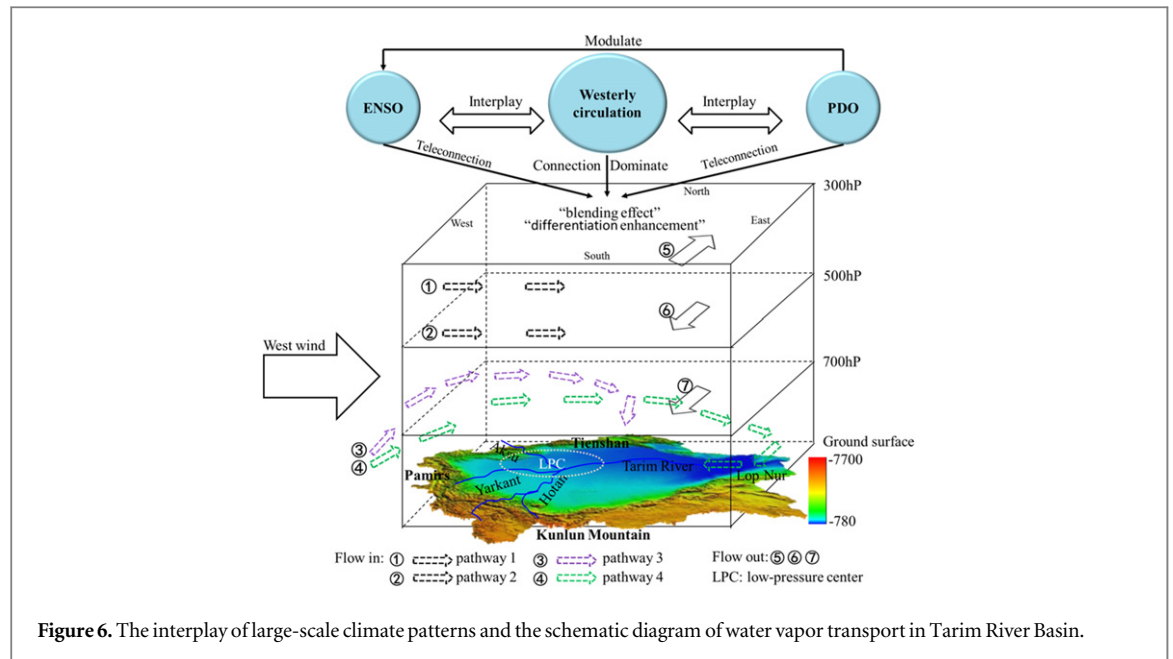 Modulate
ENSO
Interplay
Westerly
circulation
Interplay
PDO
Teleconnection
Connection
Dominate
Teleconnection
300hP
North
"blending effect"
West
East
"differentiation enhancement"
⑤
South
500hP
①
⑥
②
West wind
700hP
⑦
③
④
Ground surface
Tienshan
Aksu
LPC
Tarim River
-7700
Pamirs
Lop Nur
Yarkant
Hotan
-780
Kunlun Mountain
Flow in: ① pathway 1 ③ pathway 3 Flow out: ⑤⑥⑦
② pathway 2 ④ pathway 4 LPC: low-pressure center
Figure 6. The interplay of large-scale climate patterns and the schematic diagram of water vapor transport in Tarim River Basin.